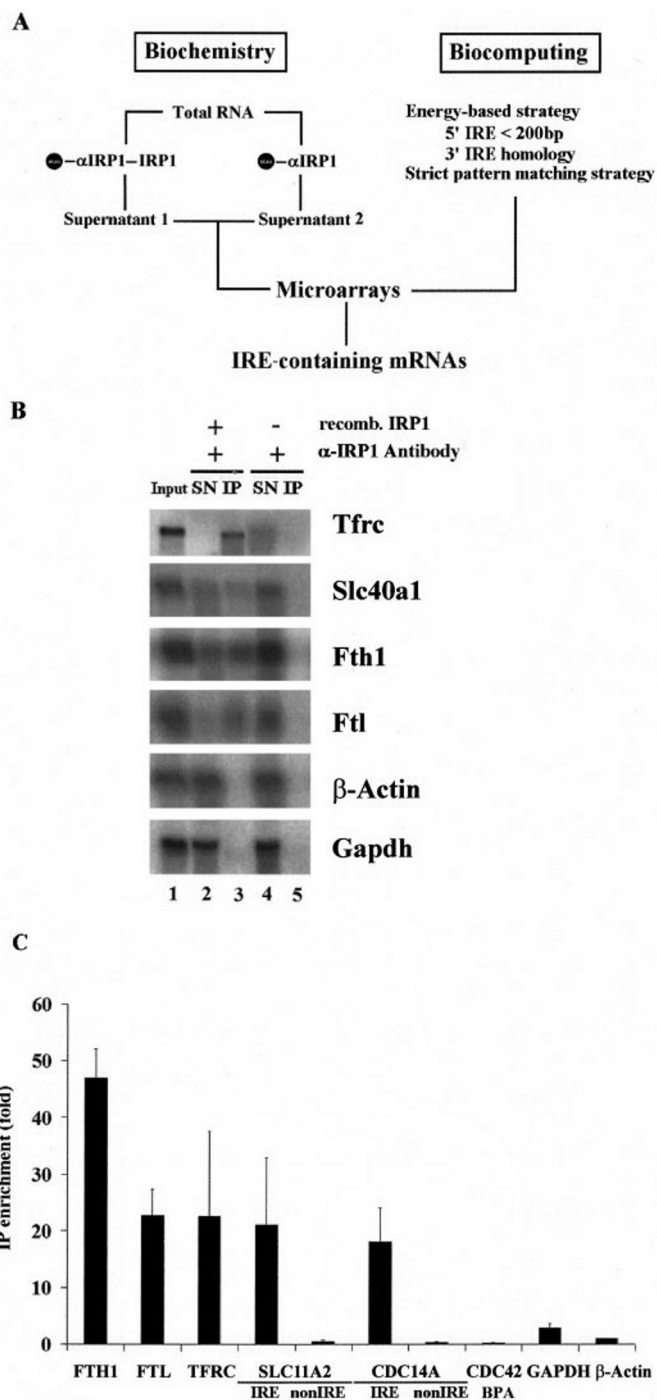 A
Biochemistry
Biocomputing
Total RNA
Energy-based strategy
5' IRE < 200bp
3' IRE homology
Strict pattern matching strategy
–αIRP1–IRP1
–αIRP1
Supernatant 1
Supernatant 2
Microarrays
IRE-containing mRNAs
B
+ - recomb. IRP1
+ + α-IRP1 Antibody
Input SN IP SN IP
Tfrc
Slc40a1
Fth1
Ftl
β-Actin
Gapdh
1 2 3 4 5
C
IP enrichment (fold)
60
50
40
30
20
10
0
FTH1 FTL TFRC SLC11A2 CDC14A CDC42 GAPDH β-Actin
IRE nonIRE IRE nonIRE BPA